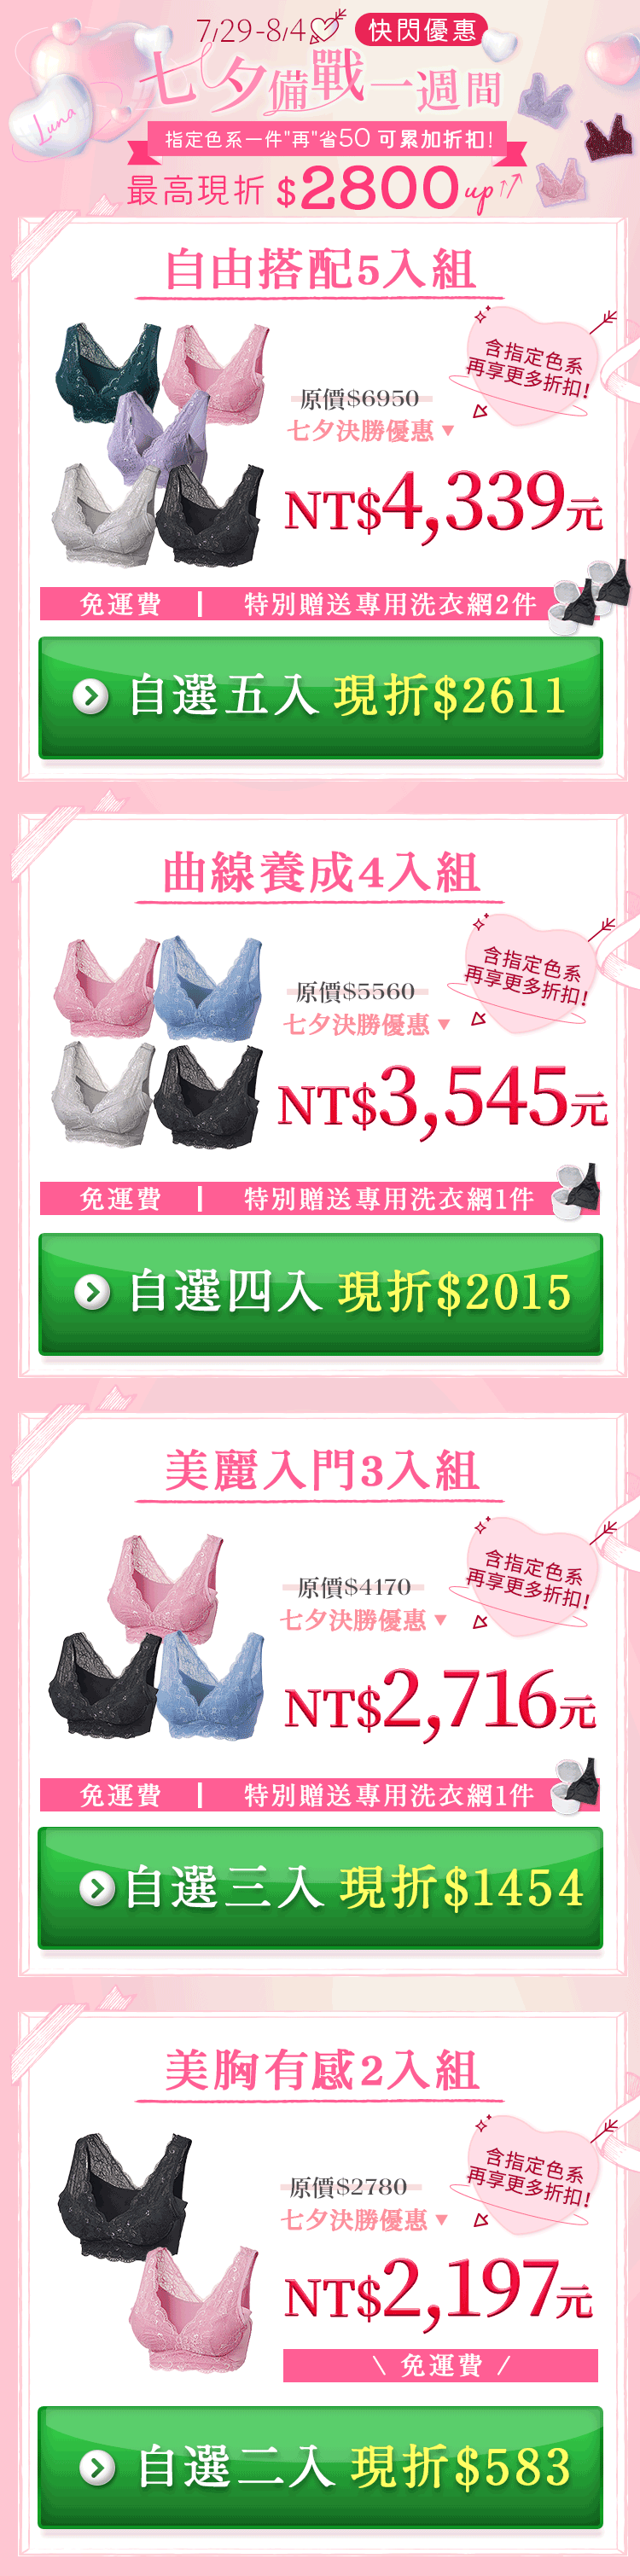 7/29-8/4 快閃優惠
七夕備戰一週間
Luna
指定色系一件"再"省50 可累加折扣!
最高現折 $2800up
自由搭配5入組
含指定色系
再享更多折扣!
原價$6950
七夕決勝優惠▼
NT$4,339元
免運費 | 特別贈送專用洗衣網2件
自選五入 現折$2611
曲線養成4入組
含指定色系
再享更多折扣!
原價$5560
七夕決勝優惠▼
NT$3,545元
免運費 | 特別贈送專用洗衣網1件
自選四入 現折$2015
美麗入門3入組
含指定色系
再享更多折扣!
原價$4170
七夕決勝優惠▼
NT$2,716元
免運費 | 特別贈送專用洗衣網1件
自選三入 現折$1454
美胸有感2入組
含指定色系
再享更多折扣!
原價$2780
七夕決勝優惠▼
NT$2,197元
\ 免運費 /
自選二入 現折$583